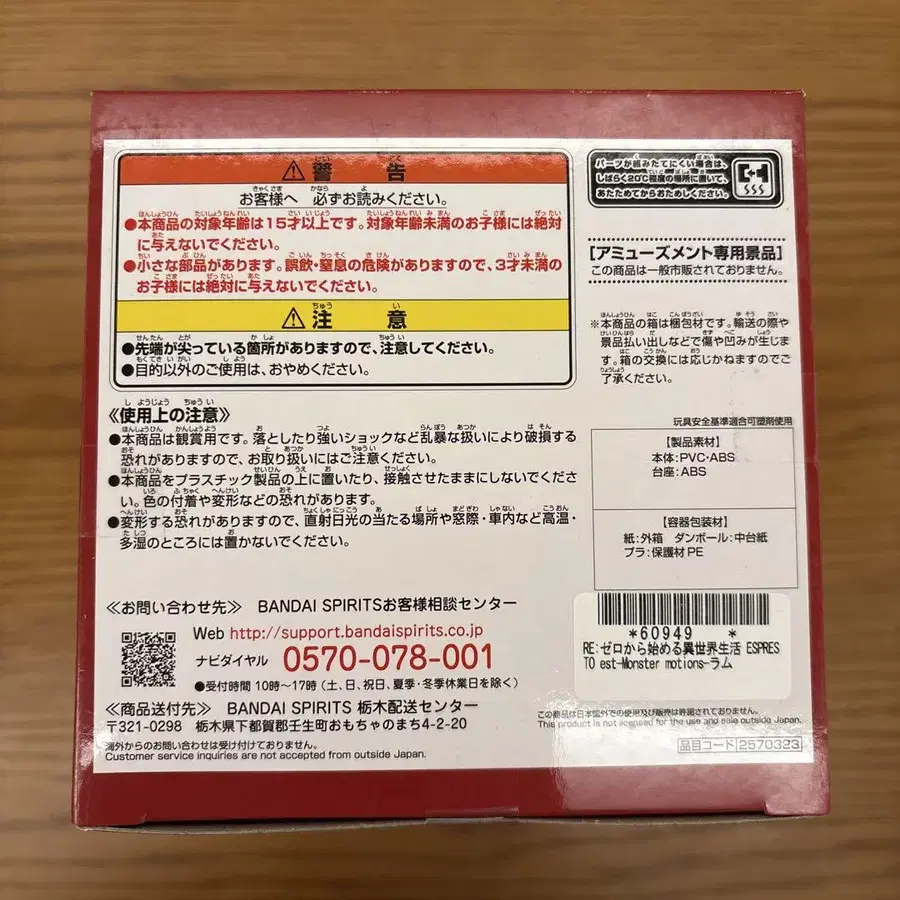 ⚠警告
お客様へ 必ずお読みください。
●本商品の対象年齢は15才以上です。対象年齢未満のお子様には絶対
に与えないでください。
●小さな部品があります。誤飲・窒息の危険がありますので、3才未満の
お子様には絶対に与えないでください。
⚠注意
●先端が尖っている箇所がありますので、注意してください。
●目的以外のご使用は、おやめください。
《使用上の注意》
●本商品は観賞用です。落としたり強いショックなど乱暴な扱いにより破損する
恐れがありますので、お取り扱いにはご注意ください。
●本商品をプラスチック製品の上に置いたり、接触させたままにしないでくださ
い。色の付着や変形などの恐れがあります。
●変形する恐れがありますので、直射日光の当たる場所や窓際・車内など高温・
多湿のところには置かないでください。
《お問い合わせ先》 BANDAI SPIRITSお客様相談センター
Web http://support.bandaispirits.co.jp
ナビダイヤル 0570-078-001
●受付時間 10時~17時(土、日、祝日、夏季・冬季休業日を除く)
《商品送付先》 BANDAI SPIRITS 栃木配送センター
〒321-0298 栃木県下都賀郡壬生町おもちゃのまち4-2-20
海外からのお問い合わせは受け付けておりません。
Customer service inquiries are not accepted from outside Japan.
パーツが組みたてにくい場合は、
しばらく20℃程度の場所に置いて、
あたためてからおためしください。
[アミューズメント専用景品]
この商品は一般市販されておりません。
※本商品の箱は梱包材です。輸送の際や
景品払い出しなどで傷や凹みが生じま
す。箱の交換には応じかねますのでご
了承ください。
玩具安全基準適合可塑剤使用
【製品素材】
本体:PVC・ABS
台座:ABS
【容器包装材】
紙:外箱 ダンボール:中台紙
プラ:保護材PE
*60949 *
RE:ゼロから始める異世界生活 ESPRES
TO est-Monster motions-ラム
この商品は日本国外での使用及び販売は許諾されておりません。
This product is not licensed for the use and sale outside Japan.
品目コード 2570323